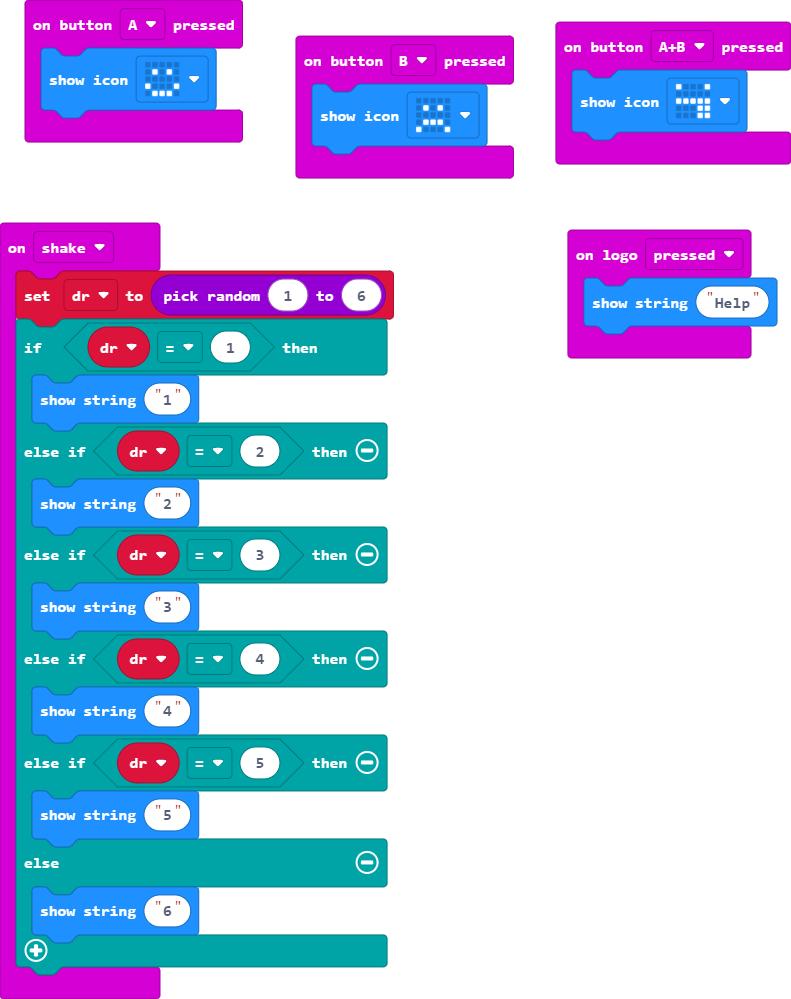 on button A pressed
show icon
on button B pressed
show icon
on button A+B pressed
show icon
on shake
set dr to pick random 1 to 6
if dr = 1 then
show string "1"
else if dr = 2 then
show string "2"
else if dr = 3 then
show string "3"
else if dr = 4 then
show string "4"
else if dr = 5 then
show string "5"
else
show string "6"
on logo pressed
show string "Help"